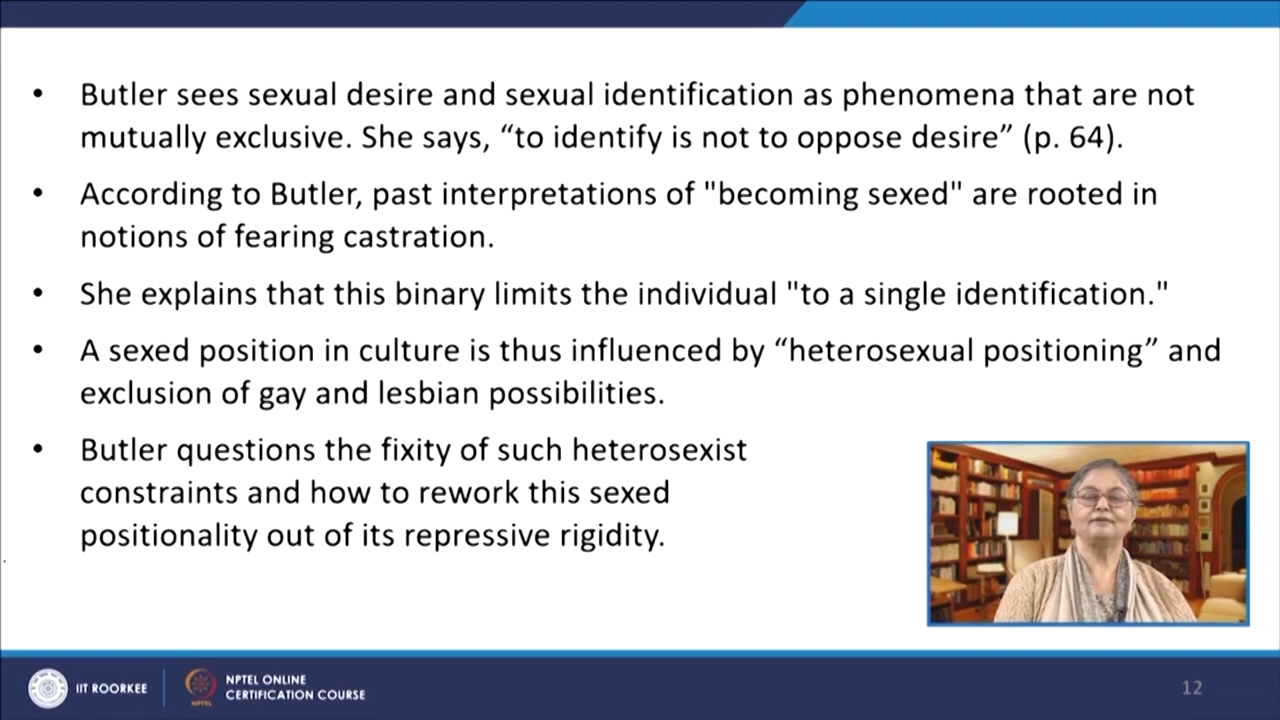 • Butler sees sexual desire and sexual identification as phenomena that are not
mutually exclusive. She says, “to identify is not to oppose desire” (p. 64).
• According to Butler, past interpretations of "becoming sexed" are rooted in
notions of fearing castration.
• She explains that this binary limits the individual "to a single identification."
• A sexed position in culture is thus influenced by “heterosexual positioning” and
exclusion of gay and lesbian possibilities.
• Butler questions the fixity of such heterosexist
constraints and how to rework this sexed
positionality out of its repressive rigidity.
IIT ROORKEE
NPTEL
NPTEL ONLINE
CERTIFICATION COURSE
12